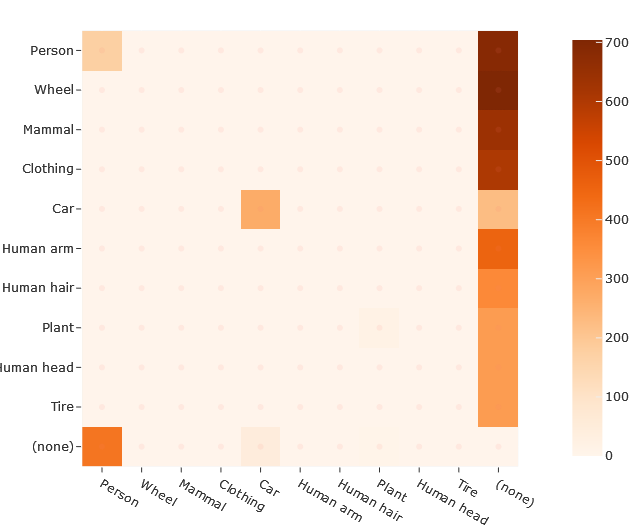 Person
Wheel
Mammal
Clothing
Car
Human arm
Human hair
Plant
Human head
Tire
(none)
Person
Wheel
Mammal
Clothing
Car
Human arm
Human hair
Plant
Human head
Tire
(none)
700
600
500
400
300
200
100
0